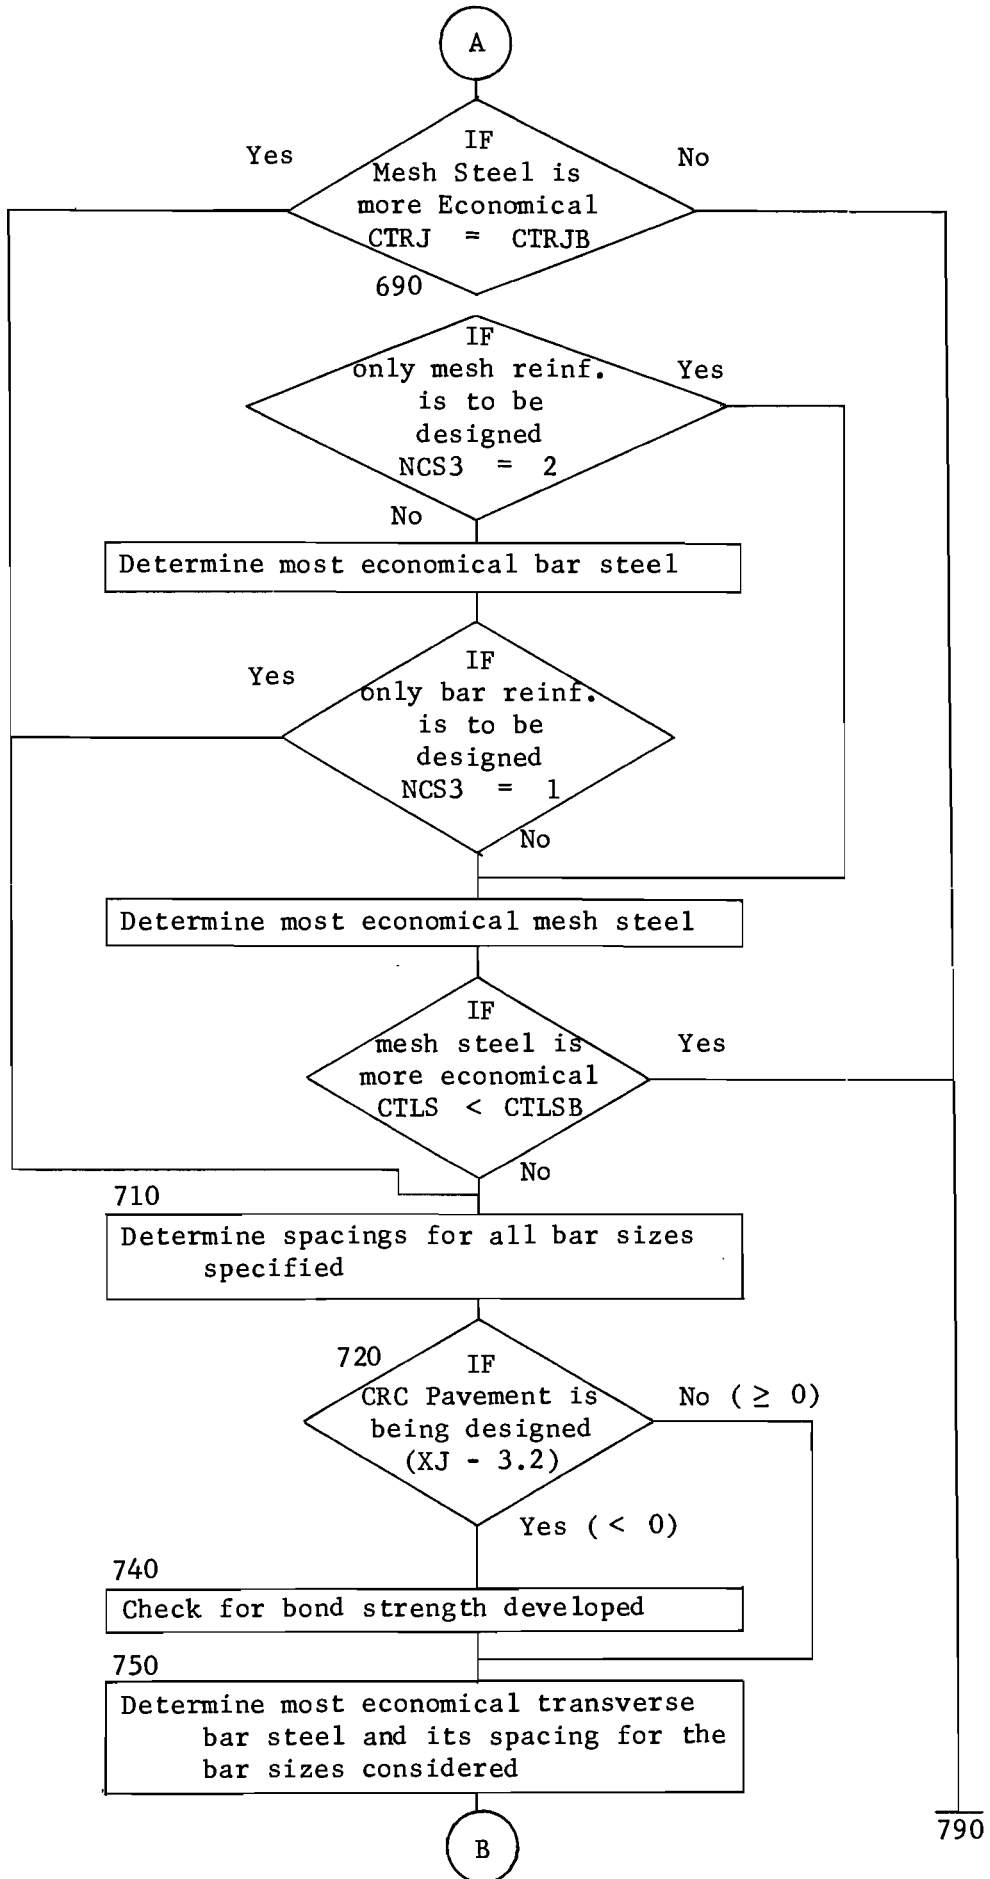 A
IF
Yes
No
Mesh Steel is
more Economical
CTRJ = CTRJB
690
IF
only mesh reinf.
Yes
is to be
designed
NCS3 = 2
No
Determine most economical bar steel
IF
Yes
only bar reinf.
is to be
designed
NCS3 = 1
No
Determine most economical mesh steel
IF
mesh steel is
Yes
more economical
CTLS < CTLSB
No
710
Determine spacings for all bar sizes
specified
720
IF
CRC Pavement is
No (≥ 0)
being designed
(XJ - 3.2)
Yes (< 0)
740
Check for bond strength developed
750
Determine most economical transverse
bar steel and its spacing for the
bar sizes considered
790
B